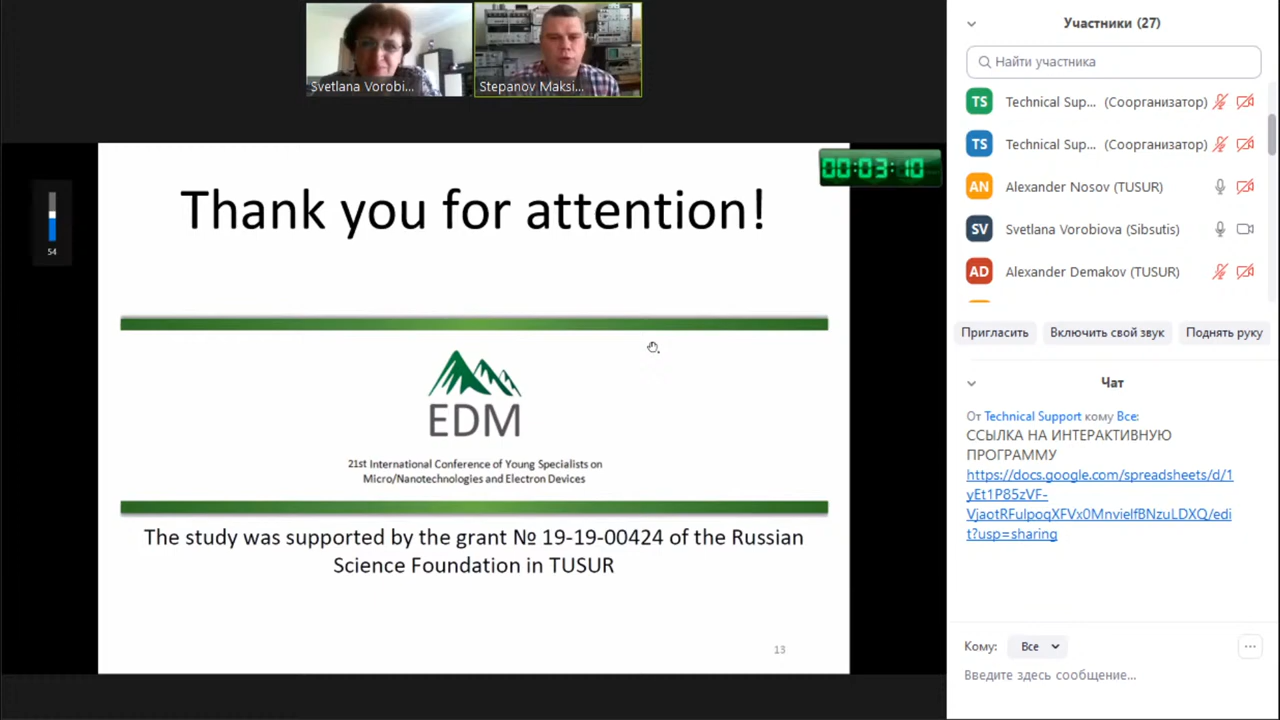 Svetlana Vorobi...
Stepanov Maksi...
00:03:10
54
Thank you for attention!
EDM
21st International Conference of Young Specialists on
Micro/Nanotechnologies and Electron Devices
The study was supported by the grant № 19-19-00424 of the Russian
Science Foundation in TUSUR
13
Участники (27)
Найти участника
TS Technical Sup... (Соорганизатор)
TS Technical Sup... (Соорганизатор)
AN Alexander Nosov (TUSUR)
SV Svetlana Vorobiova (Sibsutis)
AD Alexander Demakov (TUSUR)
Пригласить Включить свой звук Поднять руку
Чат
От Technical Support кому Все:
ССЫЛКА НА ИНТЕРАКТИВНУЮ
ПРОГРАММУ
https://docs.google.com/spreadsheets/d/1
yEt1P85zVF-
VjaotRFuIpoqXFVx0MnvielfBNzuLDXQ/edi
t?usp=sharing
Кому: Все
Введите здесь сообщение...